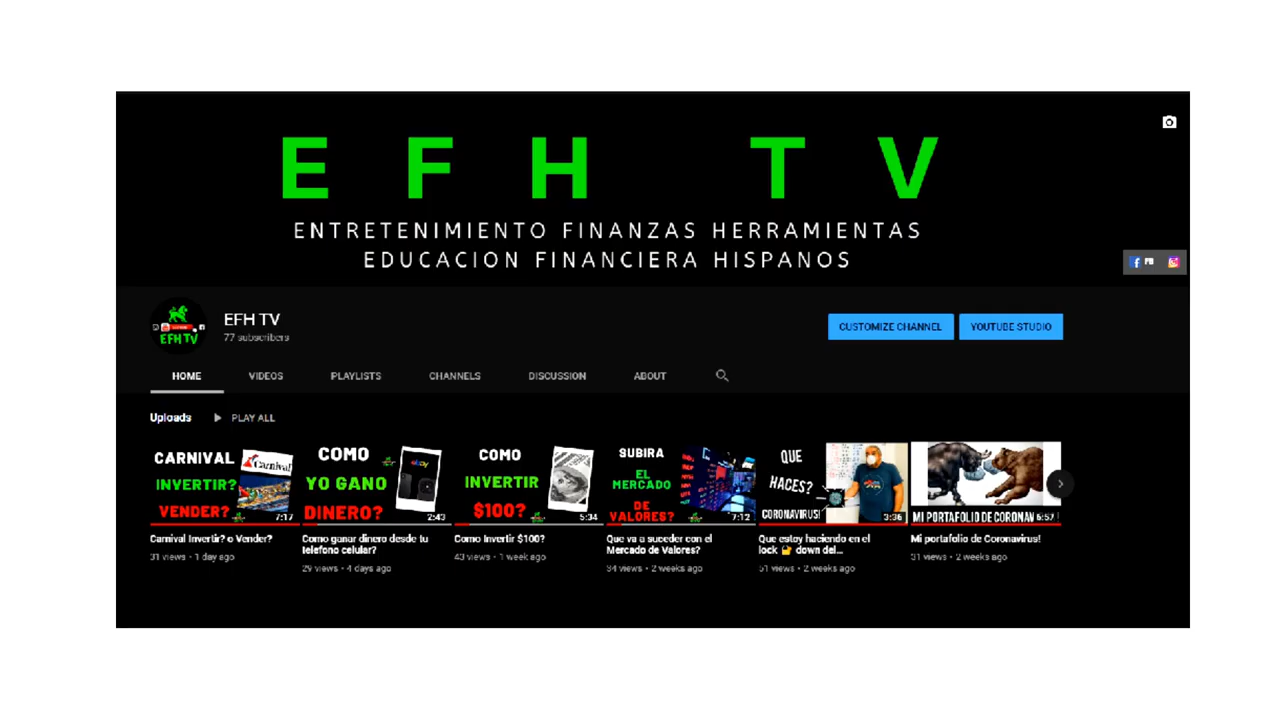 E F H T V
ENTRETENIMIENTO FINANZAS HERRAMIENTAS
EDUCACION FINANCIERA HISPANOS
EFH TV
EFH TV
77 subscribers
CUSTOMIZE CHANNEL
YOUTUBE STUDIO
HOME
VIDEOS
PLAYLISTS
CHANNELS
DISCUSSION
ABOUT
Uploads
PLAY ALL
CARNIVAL
INVERTIR?
VENDER?
Carnival
7:17
Carnival Invertir? o Vender?
31 views • 1 day ago
COMO
YO GANO
DINERO?
ebay
2:43
Como ganar dinero desde tu
telefono celular?
29 views • 4 days ago
COMO
INVERTIR
$100?
5:34
Como Invertir $100?
43 views • 1 week ago
SUBIRA
EL
MERCADO
DE
VALORES?
7:12
Que va a suceder con el
Mercado de Valores?
34 views • 2 weeks ago
QUE
HACES?
CORONAVIRUS!
3:36
Que estoy haciendo en el
lock 🔐 down del...
51 views • 2 weeks ago
MI PORTAFOLIO DE CORONAV
6:57
Mi portafolio de Coronavirus!
31 views • 2 weeks ago